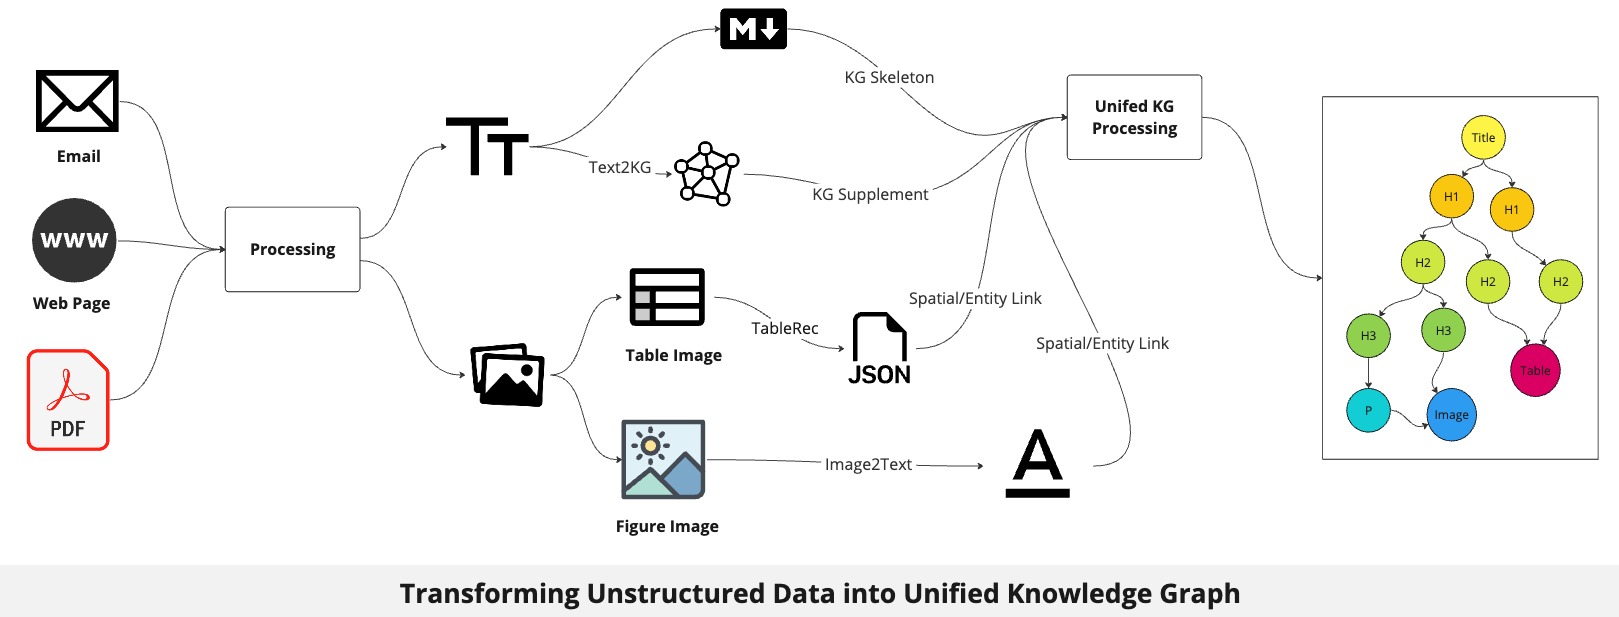 Email
WWW
Web Page
PDF
Processing
TT
M
Text2KG
KG Skeleton
KG Supplement
Table Image
TableRec
JSON
Spatial/Entity Link
Figure Image
Image2Text
A
Spatial/Entity Link
Unifed KG
Processing
Title
H1
H1
H2
H2
H2
H3
H3
Table
P
Image
Transforming Unstructured Data into Unified Knowledge Graph